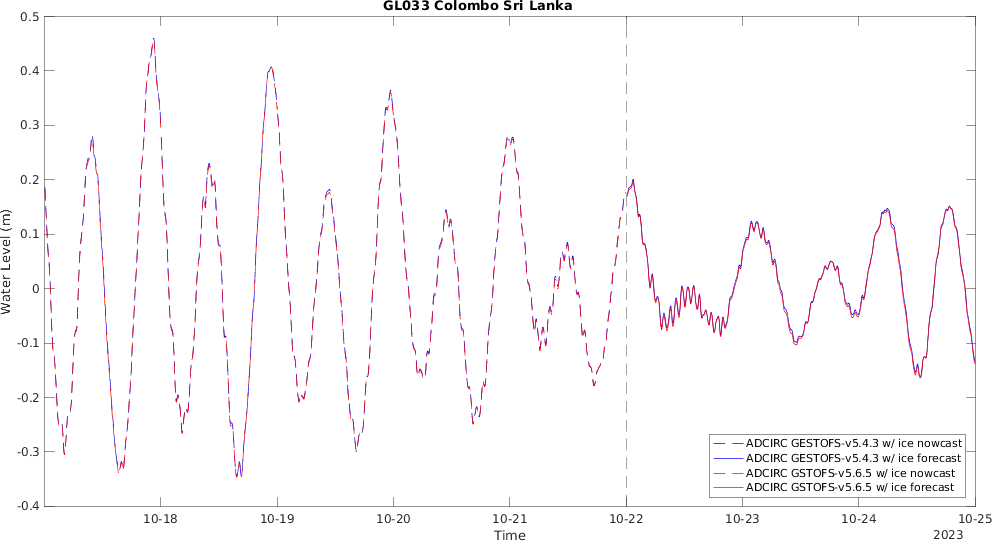 GL033 Colombo Sri Lanka
Water Level (m)
0.5
0.4
0.3
0.2
0.1
0
-0.1
-0.2
-0.3
-0.4
ADCIRC GESTOFS-v5.4.3 w/ ice nowcast
ADCIRC GESTOFS-v5.4.3 w/ ice forecast
ADCIRC GSTOFS-v5.6.5 w/ ice nowcast
ADCIRC GSTOFS-v5.6.5 w/ ice forecast
10-18 10-19 10-20 10-21 10-22 10-23 10-24 10-25
Time
2023